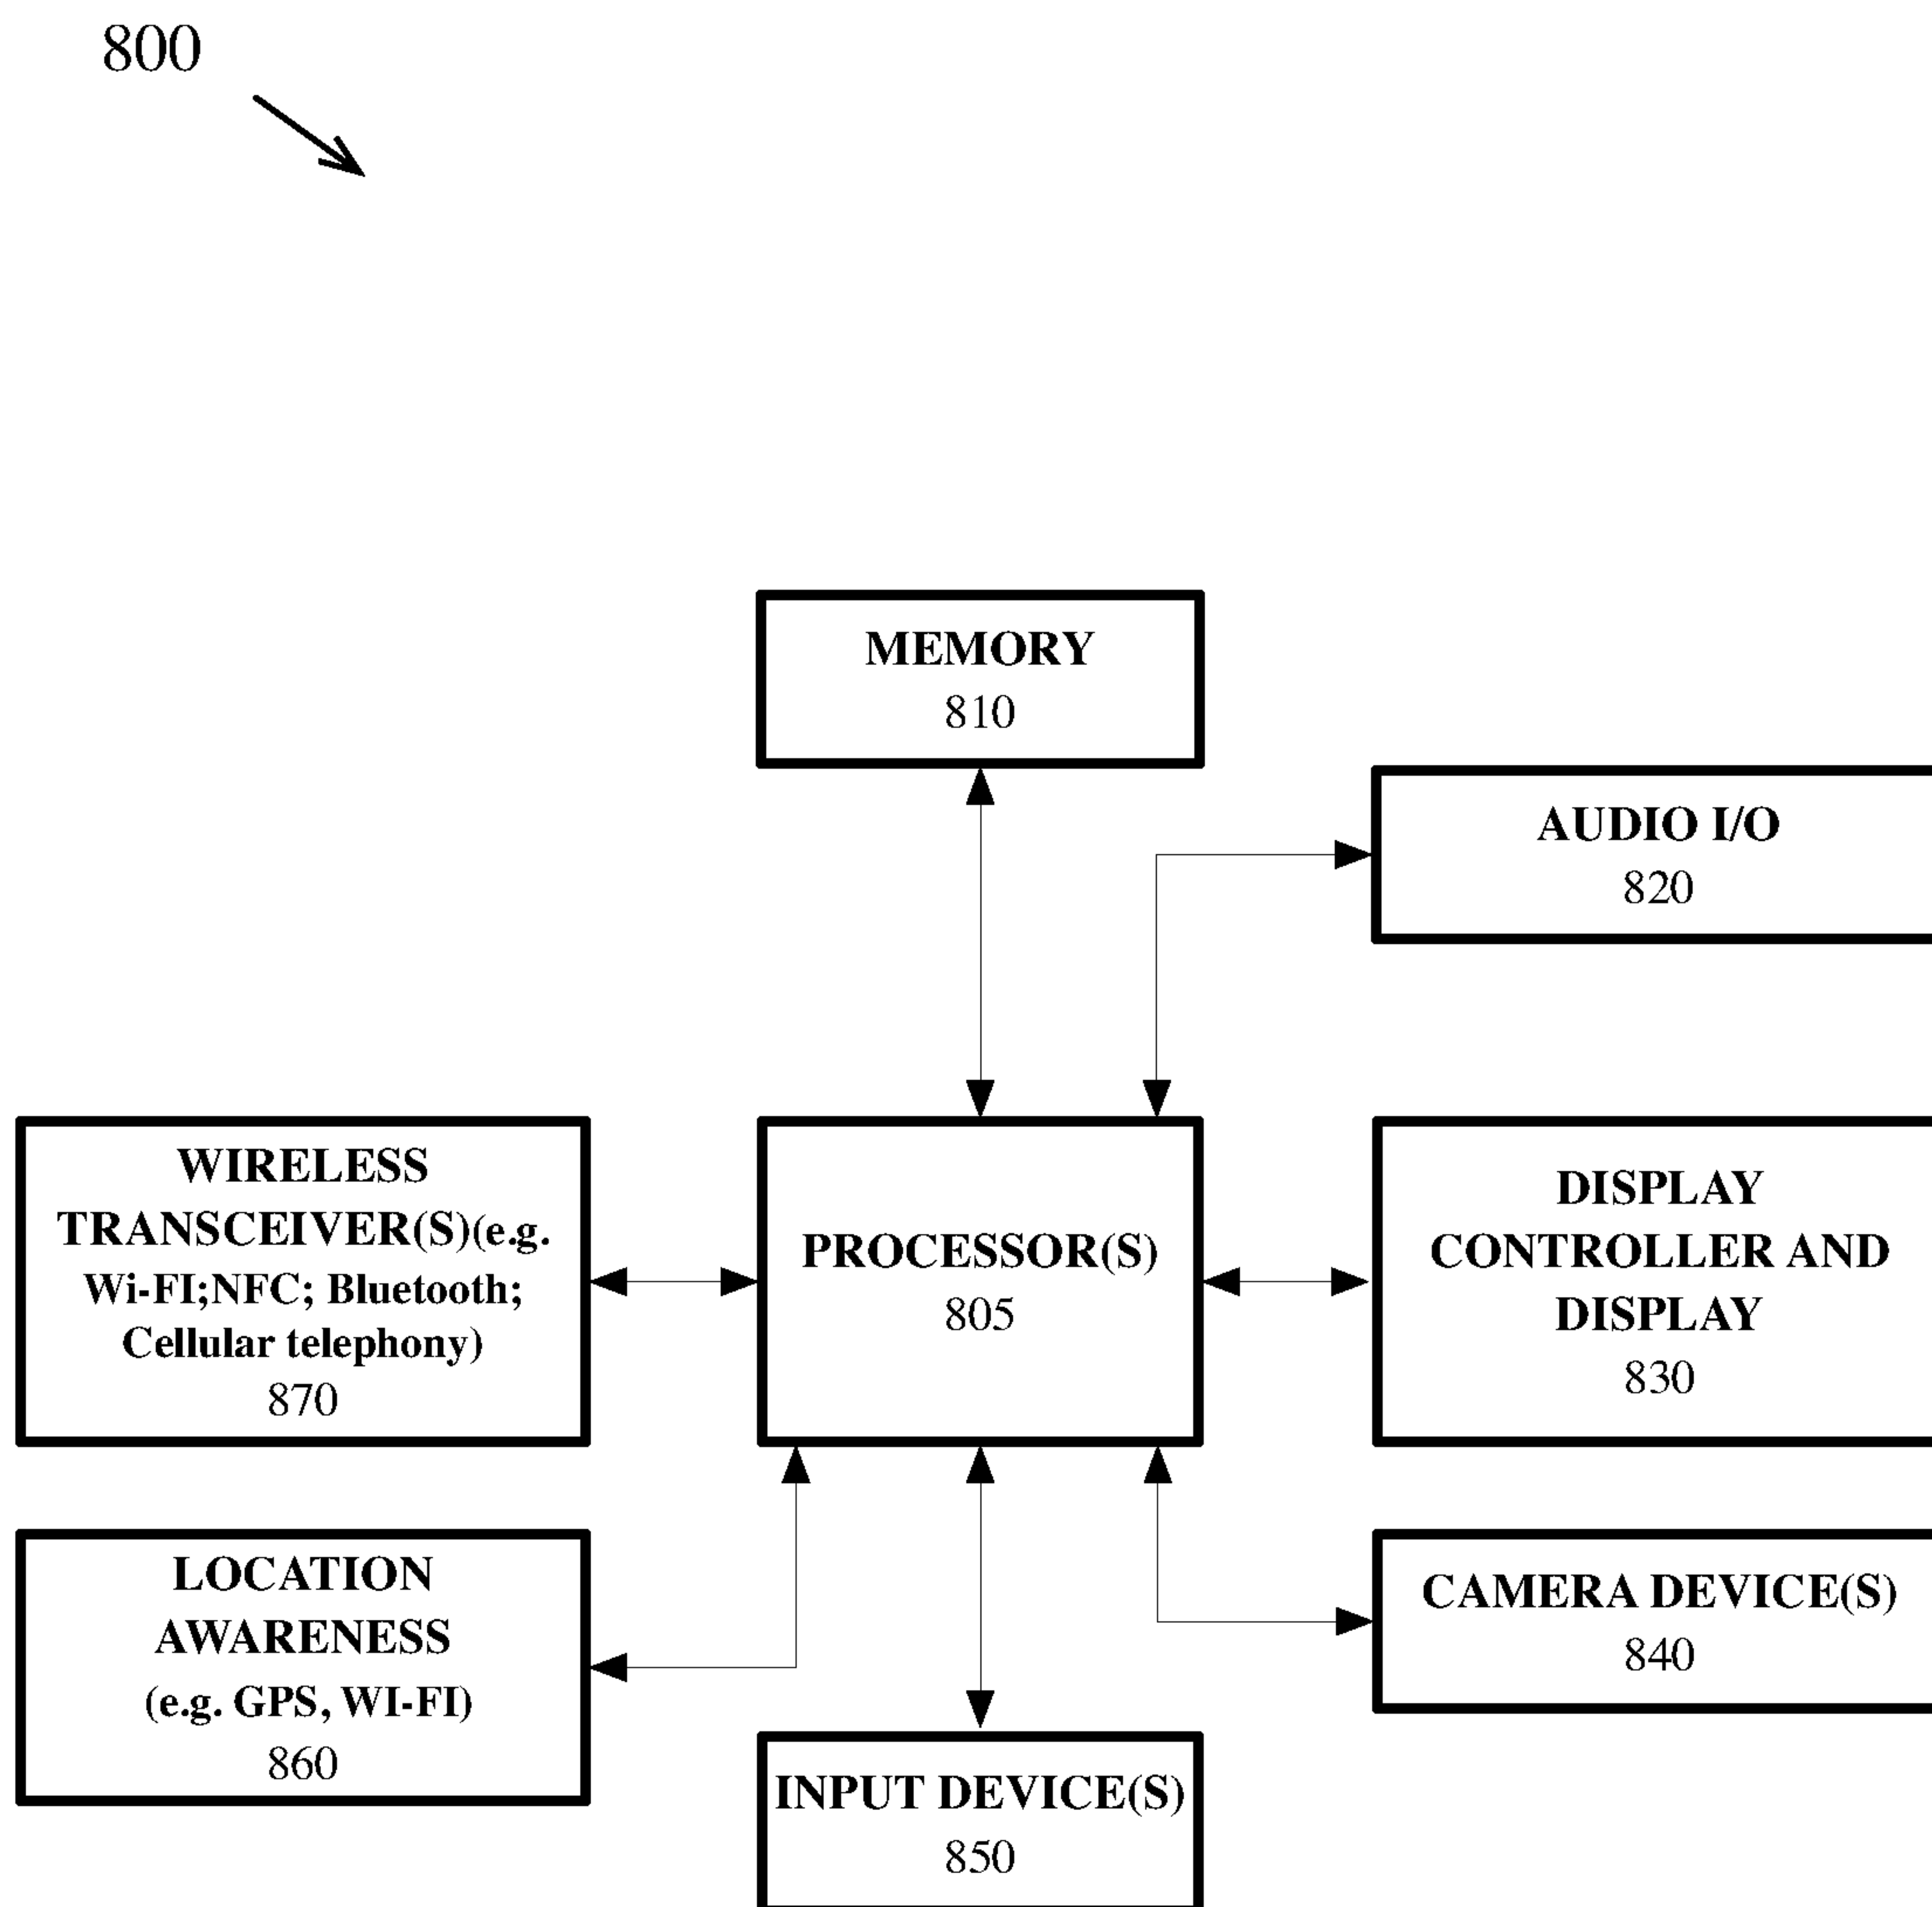 800
MEMORY
810
AUDIO I/O
820
WIRELESS
TRANSCEIVER(S)(e.g.
Wi-FI;NFC; Bluetooth;
Cellular telephony)
870
PROCESSOR(S)
805
DISPLAY
CONTROLLER AND
DISPLAY
830
LOCATION
AWARENESS
(e.g. GPS, WI-FI)
860
CAMERA DEVICE(S)
840
INPUT DEVICE(S)
850